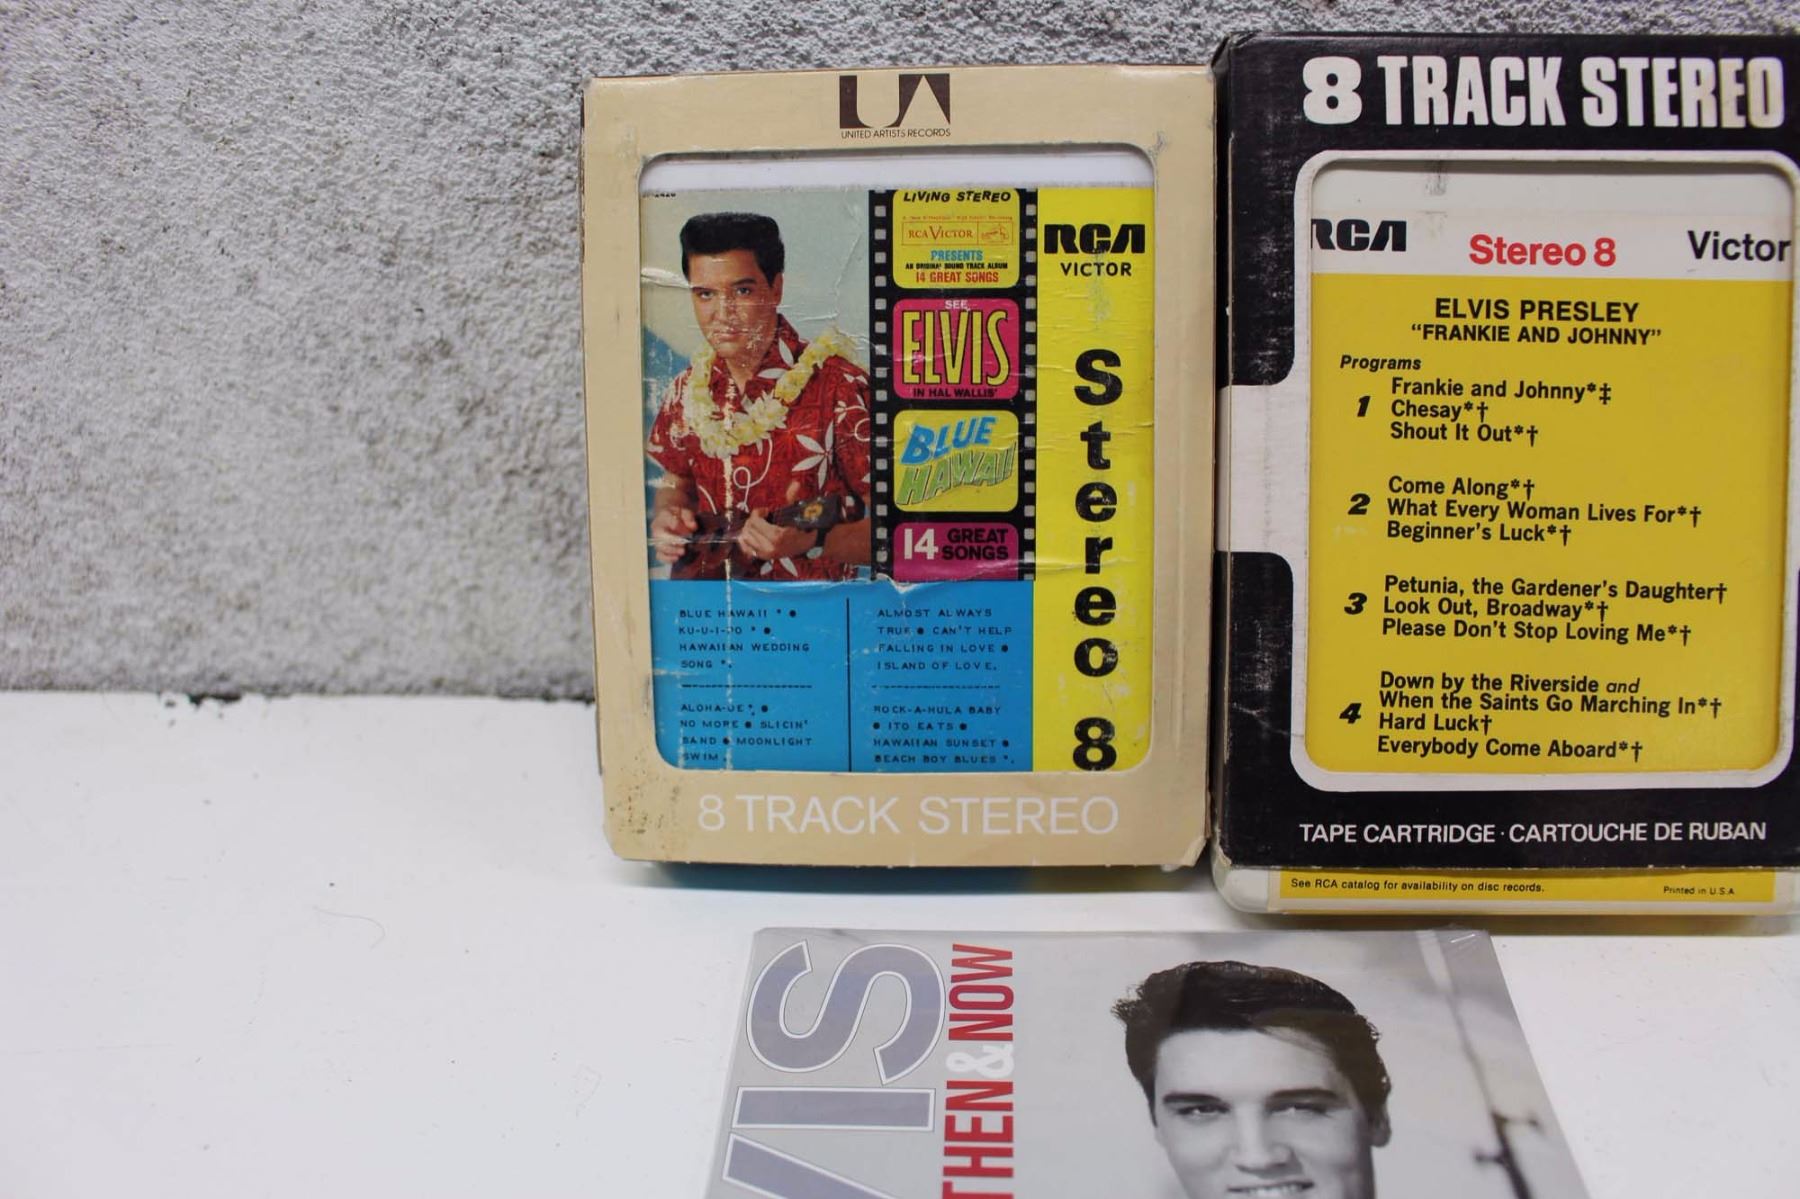 UA
UNITED ARTISTS RECORDS
LIVING STEREO
RCA VICTOR
PRESENTS
AN ORIGINAL SOUND TRACK ALBUM
14 GREAT SONGS
SEE
ELVIS
IN HAL WALLIS'
BLUE
HAWAII
14 GREAT
SONGS
RCA
VICTOR
Stereo 8
BLUE HAWAII * ●
KU-U-I-PO * ●
HAWAIIAN WEDDING
SONG *.
ALOHA-OE * ●
NO MORE ● SLICIN'
SAND ● MOONLIGHT
SWIM.
ALMOST ALWAYS
TRUE ● CAN'T HELP
FALLING IN LOVE ●
ISLAND OF LOVE.
ROCK-A-HULA BABY
● ITO EATS ●
HAWAIIAN SUNSET ●
BEACH BOY BLUES *.
8 TRACK STEREO
8 TRACK STEREO
RCA Stereo 8 Victor
ELVIS PRESLEY
"FRANKIE AND JOHNNY"
Programs
1 Frankie and Johnny*‡
Chesay*†
Shout It Out*†
2 Come Along*†
What Every Woman Lives For*†
Beginner's Luck*†
3 Petunia, the Gardener's Daughter†
Look Out, Broadway*†
Please Don't Stop Loving Me*†
4 Down by the Riverside and
When the Saints Go Marching In*†
Hard Luck†
Everybody Come Aboard*†
TAPE CARTRIDGE · CARTOUCHE DE RUBAN
See RCA catalog for availability on disc records.
Printed in U.S.A.
VIS
THEN & NOW